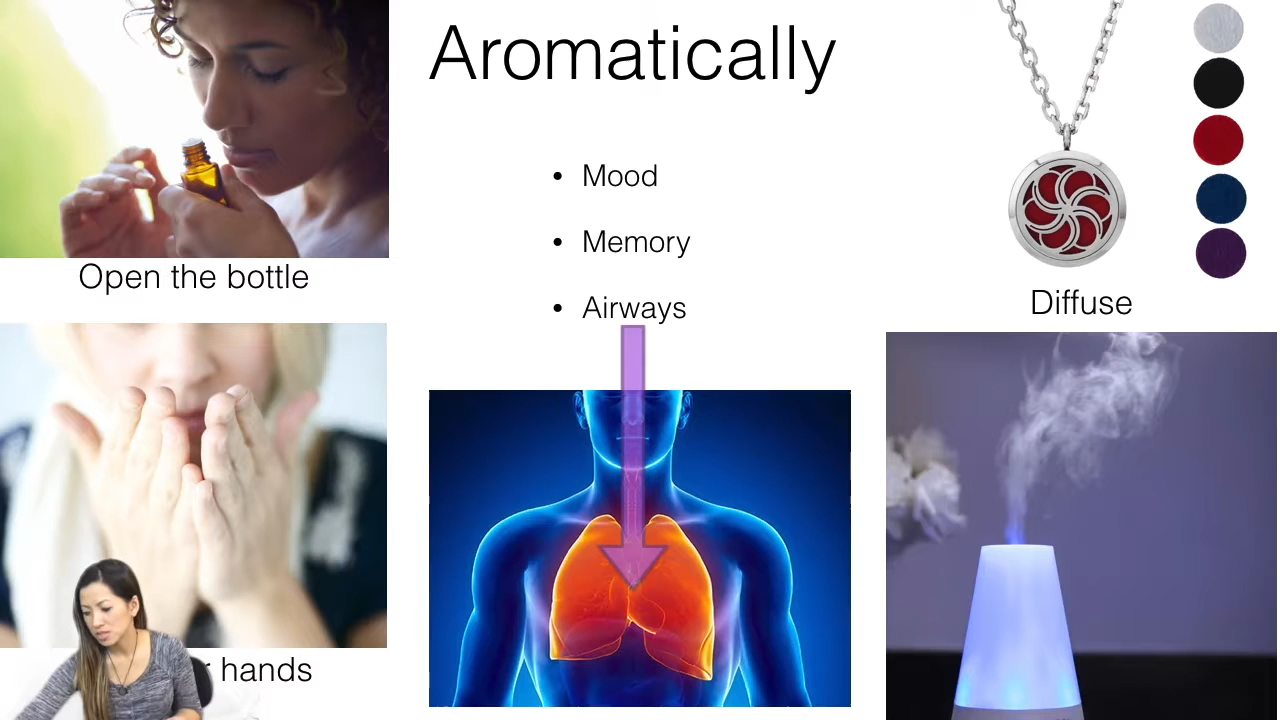 Aromatically
• Mood
• Memory
• Airways
Open the bottle
hands
Diffuse